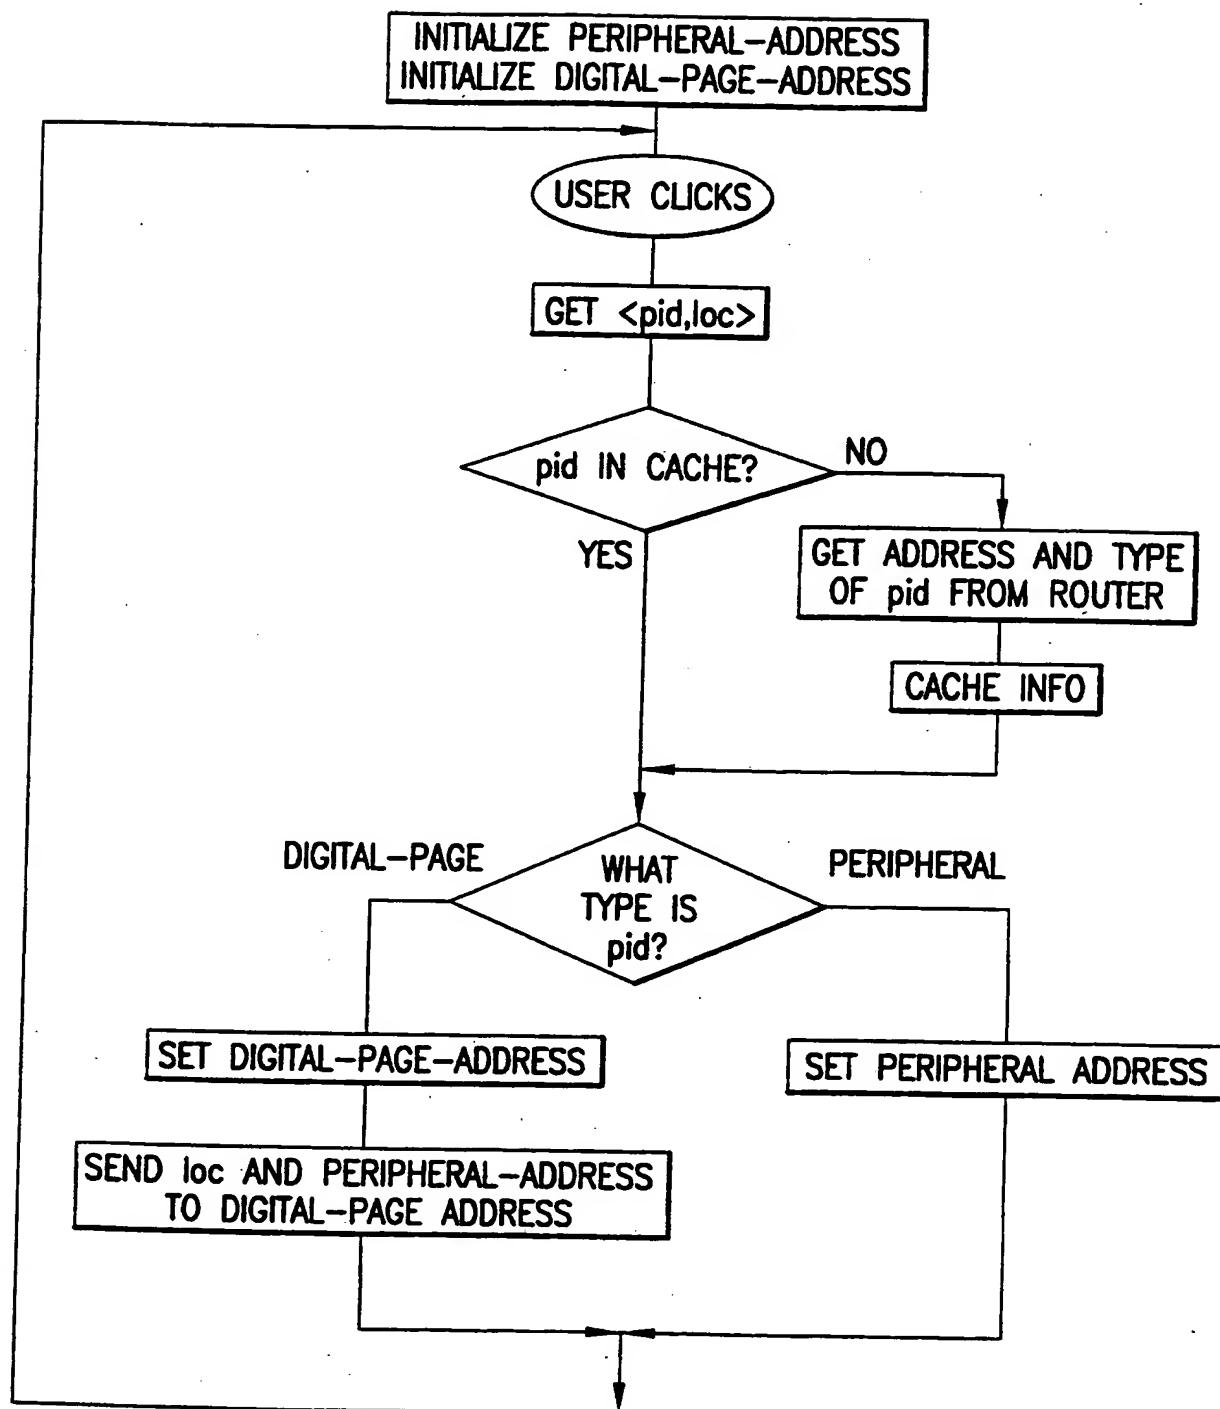 INITIALIZE PERIPHERAL-ADDRESS
INITIALIZE DIGITAL-PAGE-ADDRESS
USER CLICKS
GET <pid,loc>
pid IN CACHE?
NO
YES
GET ADDRESS AND TYPE
OF pid FROM ROUTER
CACHE INFO
DIGITAL-PAGE
WHAT
TYPE IS
pid?
PERIPHERAL
SET DIGITAL-PAGE-ADDRESS
SET PERIPHERAL ADDRESS
SEND loc AND PERIPHERAL-ADDRESS
TO DIGITAL-PAGE ADDRESS